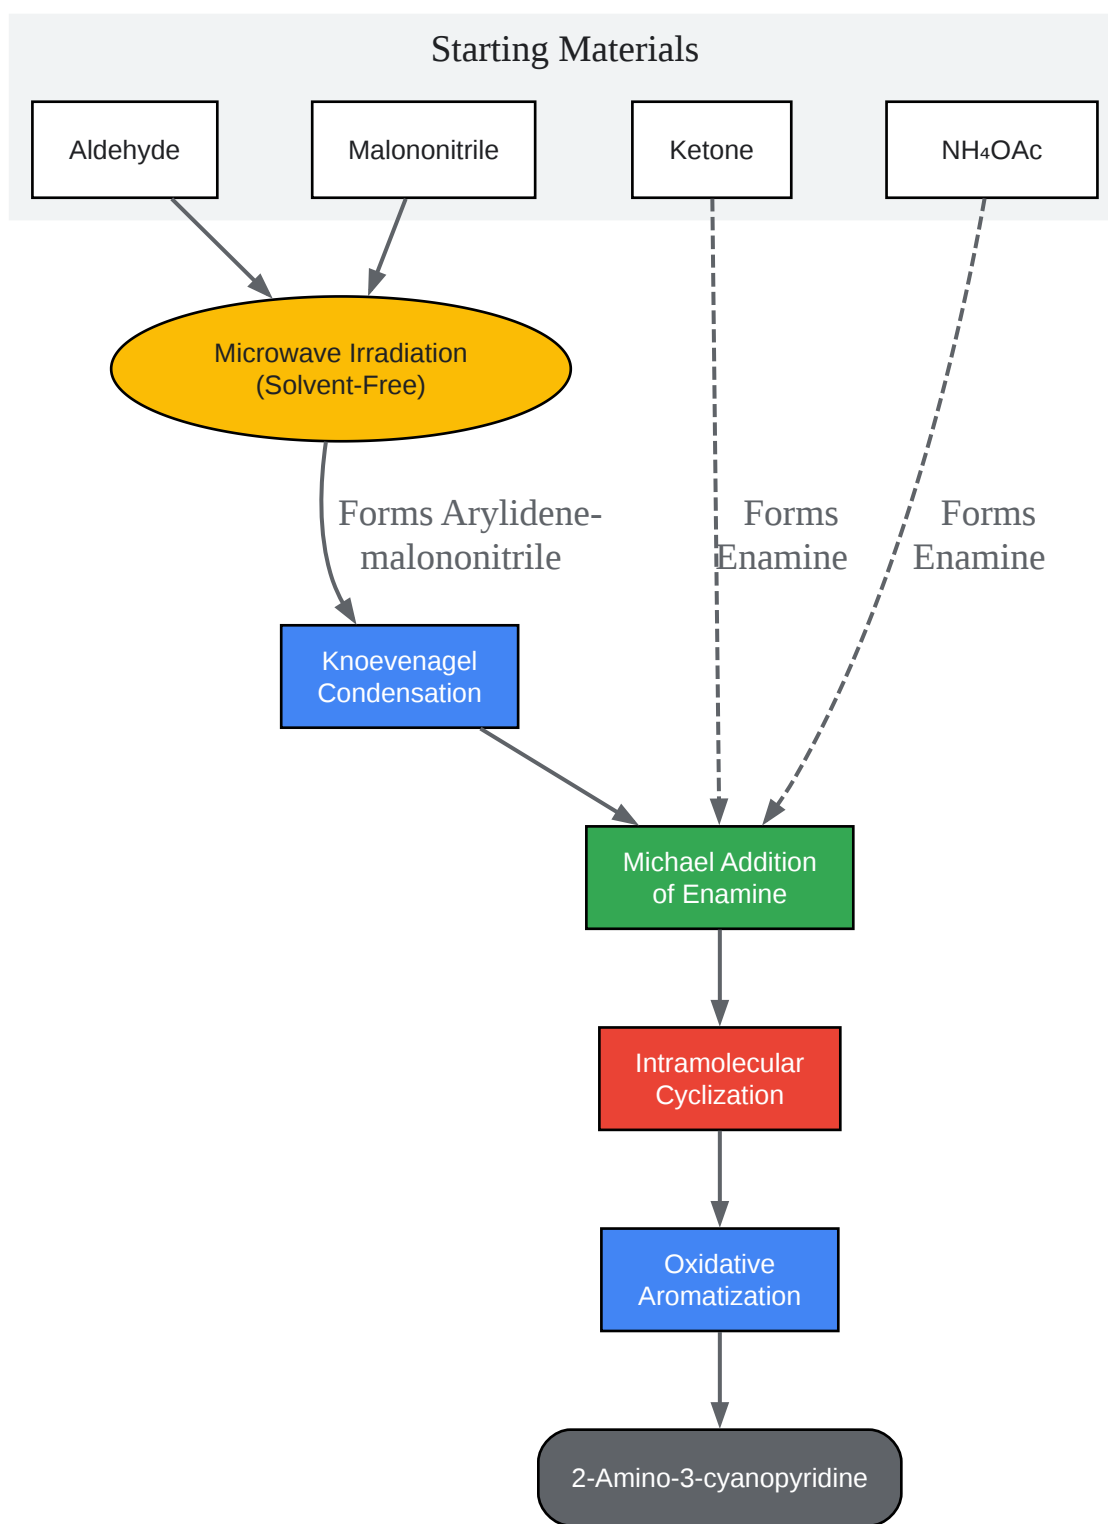 Starting Materials
Aldehyde
Malononitrile
Ketone
NH₄OAc
Microwave Irradiation
(Solvent-Free)
Forms Arylidene-
malononitrile
Forms
Enamine
Forms
Enamine
Knoevenagel
Condensation
Michael Addition
of Enamine
Intramolecular
Cyclization
Oxidative
Aromatization
2-Amino-3-cyanopyridine